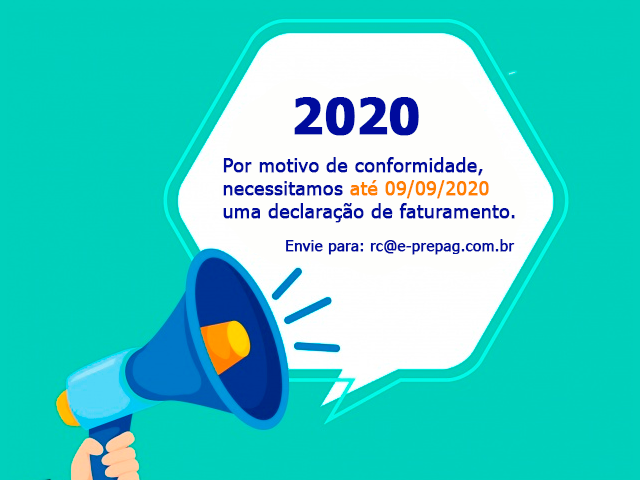 2020
Por motivo de conformidade,
necessitamos até 09/09/2020
uma declaração de faturamento.
Envie para: rc@e-prepag.com.br